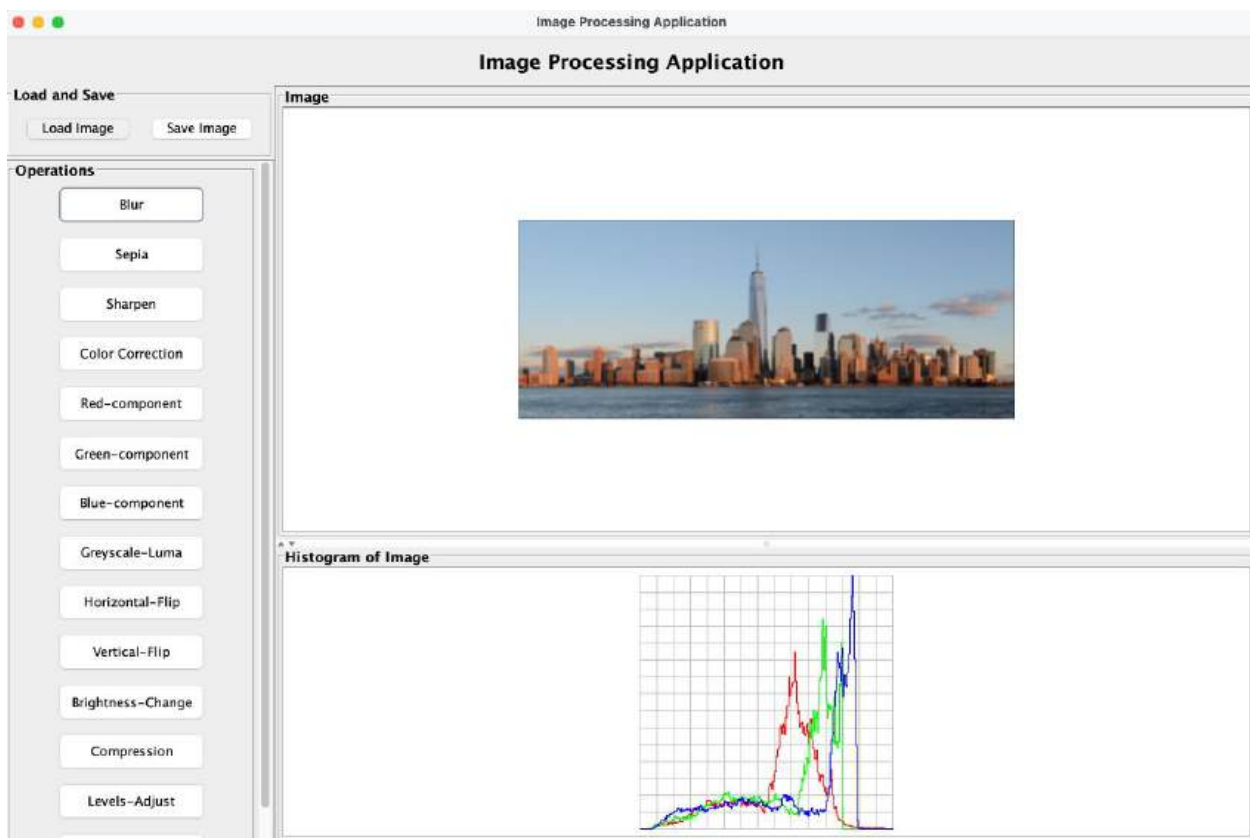 Image Processing Application
Image Processing Application
Load and Save
Load Image Save Image
Operations
Blur
Sepia
Sharpen
Color Correction
Red-component
Green-component
Blue-component
Greyscale-Luma
Horizontal-Flip
Vertical-Flip
Brightness-Change
Compression
Levels-Adjust
Image
Histogram of Image